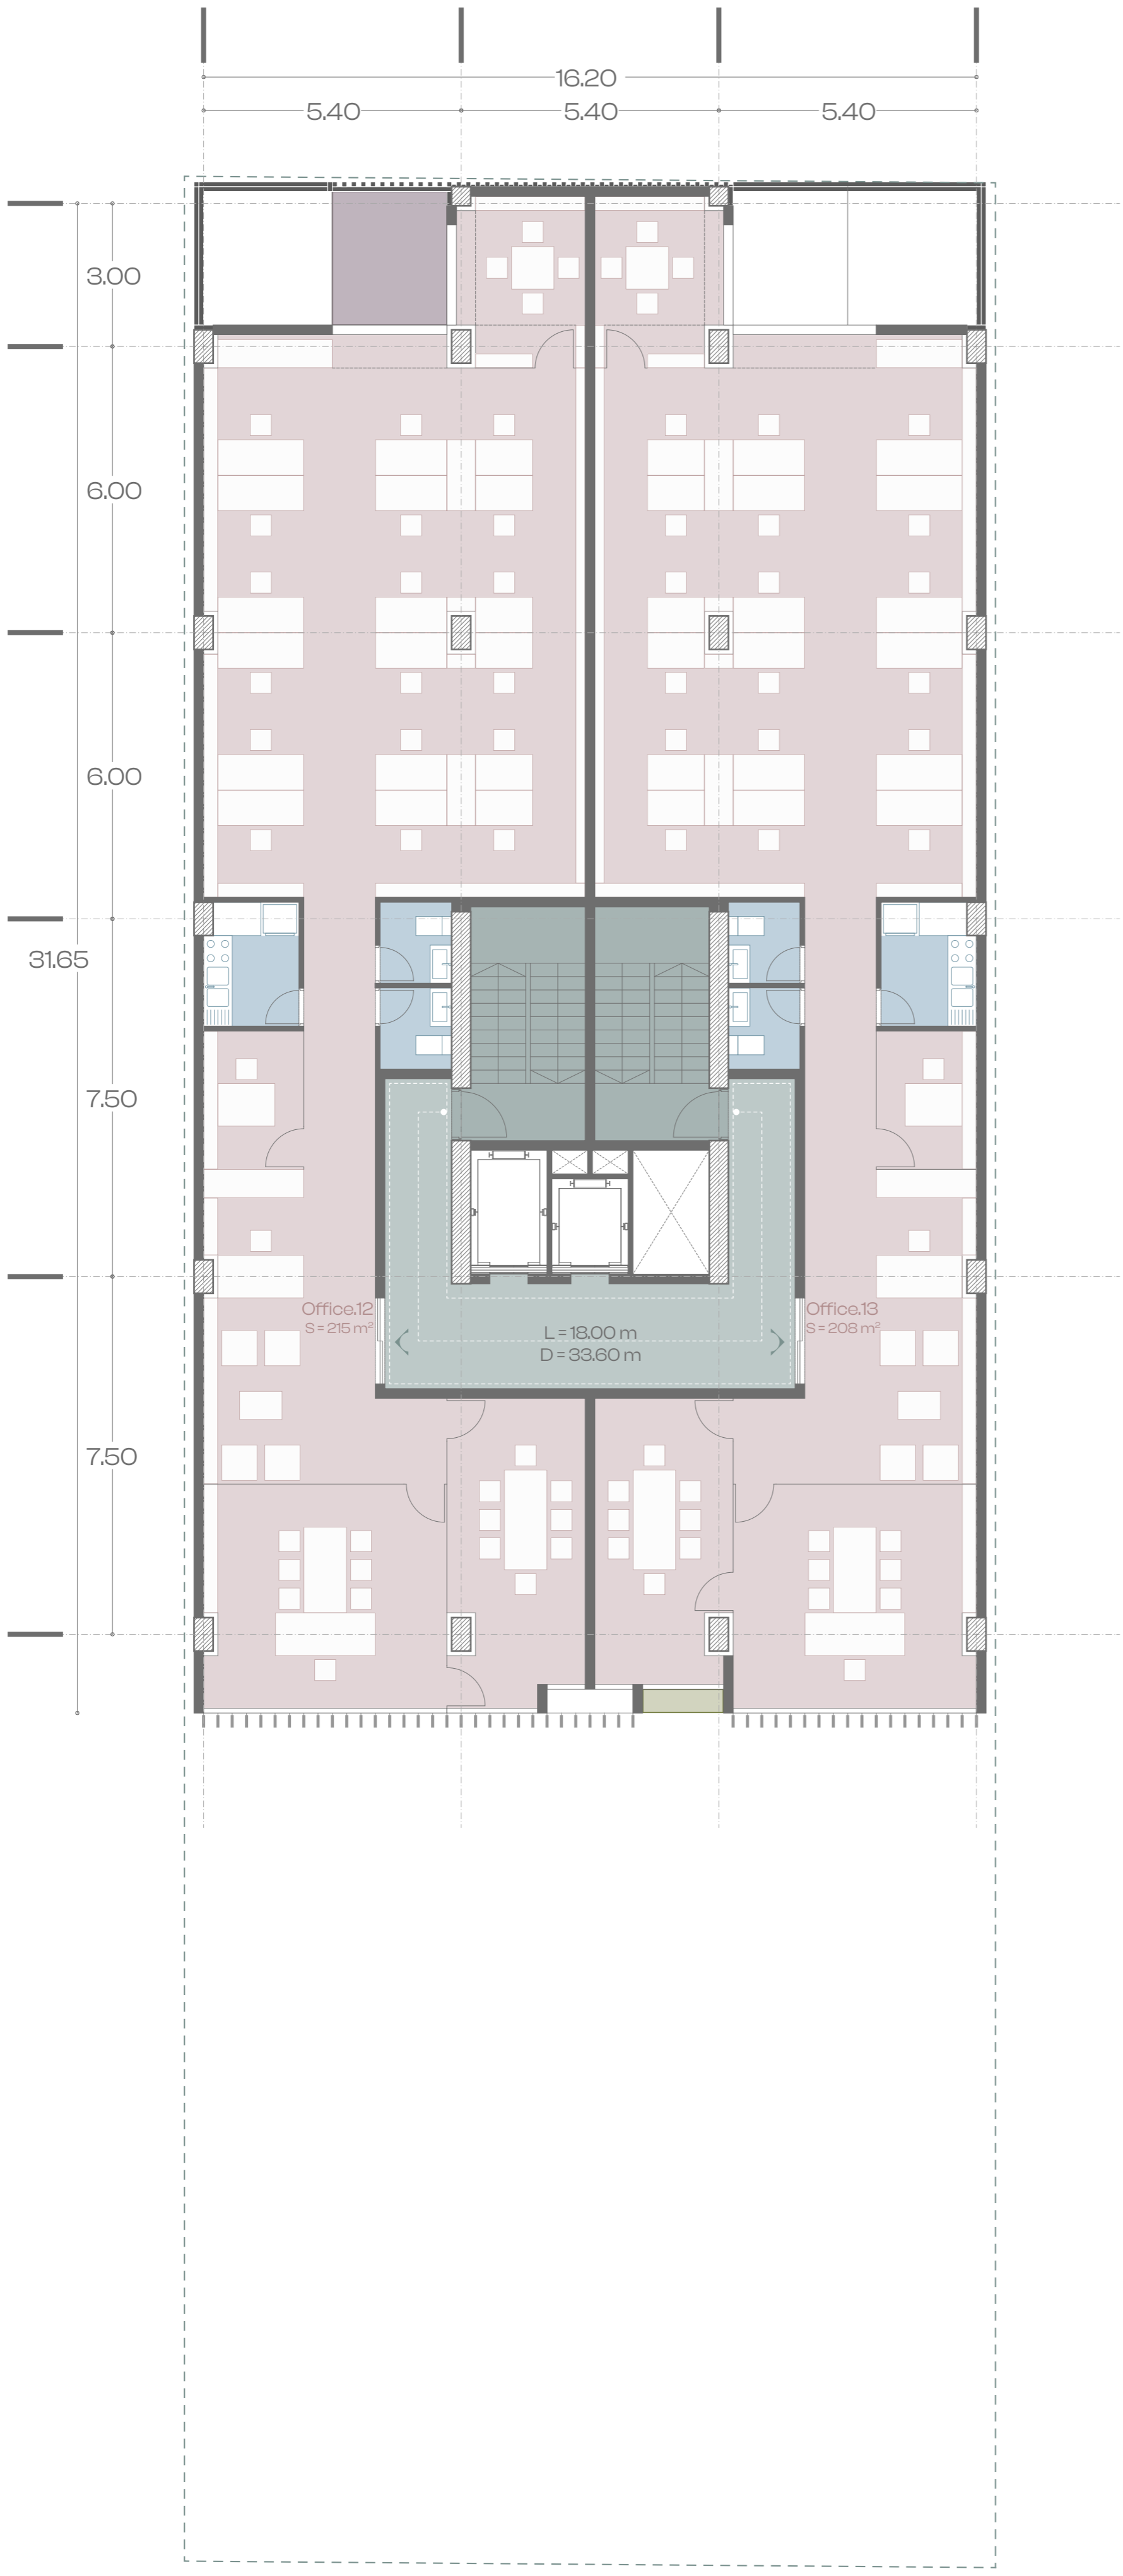 16.20
5.40
5.40
5.40
3.00
6.00
6.00
31.65
7.50
Office.12
S = 215 m²
Office.13
S = 208 m²
L = 18.00 m
D = 33.60 m
7.50